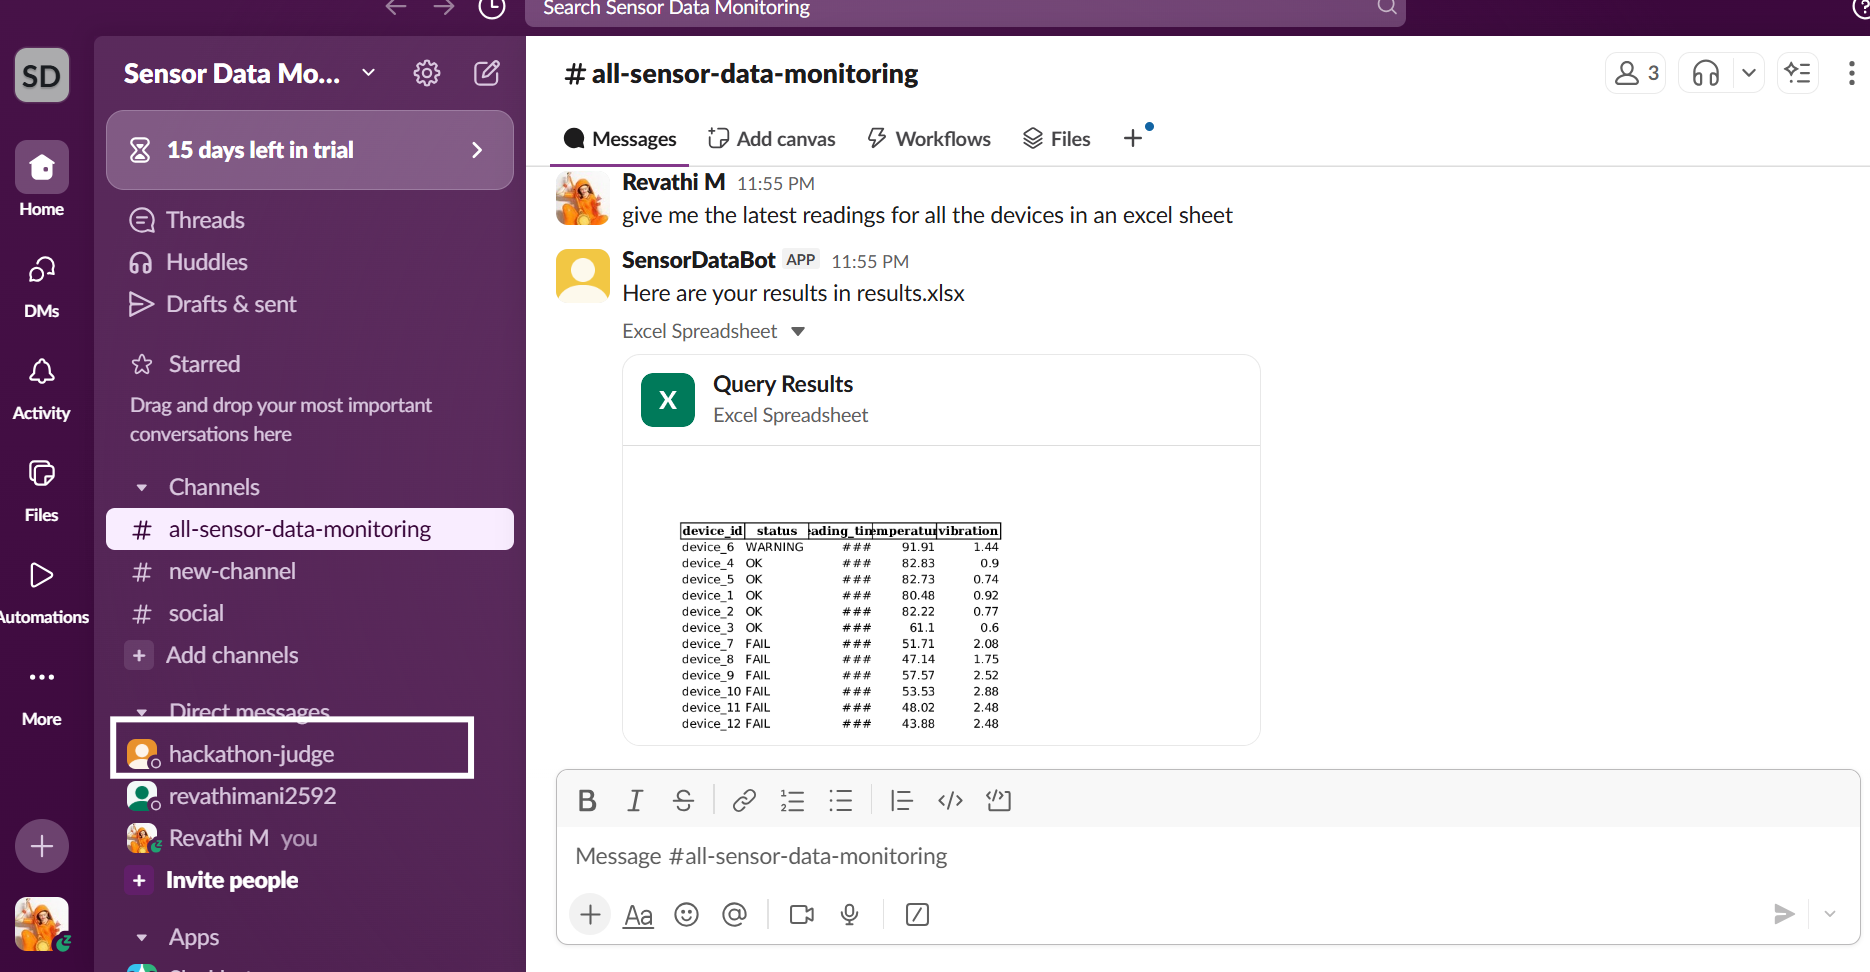 Search Sensor Data Monitoring
SD
Home
DMs
Activity
Files
Automations
More
Sensor Data Mo...
15 days left in trial
Threads
Huddles
Drafts & sent
Starred
Drag and drop your most important
conversations here
Channels
# all-sensor-data-monitoring
# new-channel
# social
+ Add channels
Direct messages
hackathon-judge
revathimani2592
Revathi M you
+ Invite people
Apps
# all-sensor-data-monitoring
3
Messages
Add canvas
Workflows
Files
Revathi M 11:55 PM
give me the latest readings for all the devices in an excel sheet
SensorDataBot APP 11:55 PM
Here are your results in results.xlsx
Excel Spreadsheet
X
Query Results
Excel Spreadsheet
device_id status eading_tim emperatur vibration
device_6 WARNING ### 91.91 1.44
device_4 OK ### 82.83 0.9
device_5 OK ### 82.73 0.74
device_1 OK ### 80.48 0.92
device_2 OK ### 82.22 0.77
device_3 OK ### 61.1 0.6
device_7 FAIL ### 51.71 2.08
device_8 FAIL ### 47.14 1.75
device_9 FAIL ### 57.57 2.52
device_10 FAIL ### 53.53 2.88
device_11 FAIL ### 48.02 2.48
device_12 FAIL ### 43.88 2.48
B I S
Message #all-sensor-data-monitoring
Aa